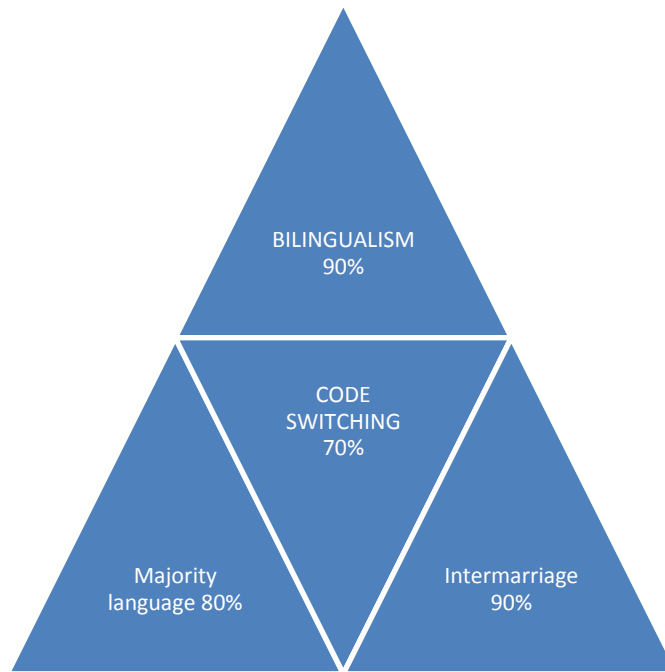 BILINGUALISM
90%
CODE
SWITCHING
70%
Majority
language 80%
Intermarriage
90%